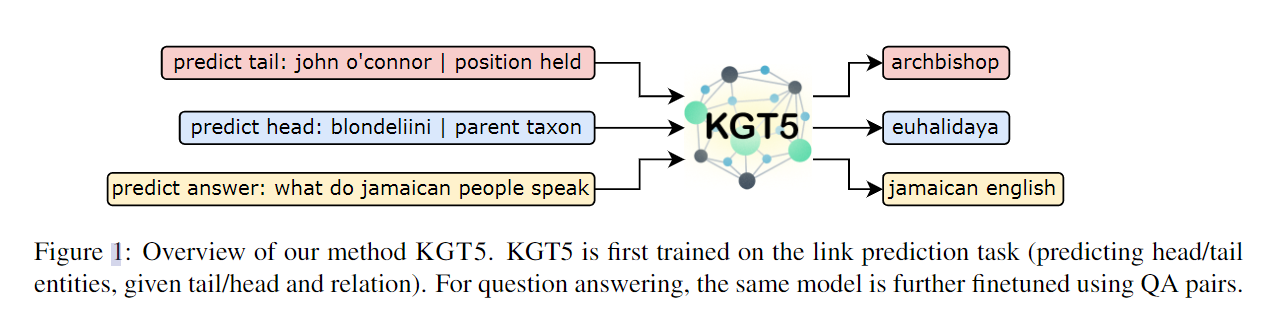 predict tail: john o'connor | position held
archbishop
predict head: blondeliini | parent taxon
KGT5
euhalidaya
predict answer: what do jamaican people speak
jamaican english
Figure 1: Overview of our method KGT5. KGT5 is first trained on the link prediction task (predicting head/tail
entities, given tail/head and relation). For question answering, the same model is further finetuned using QA pairs.